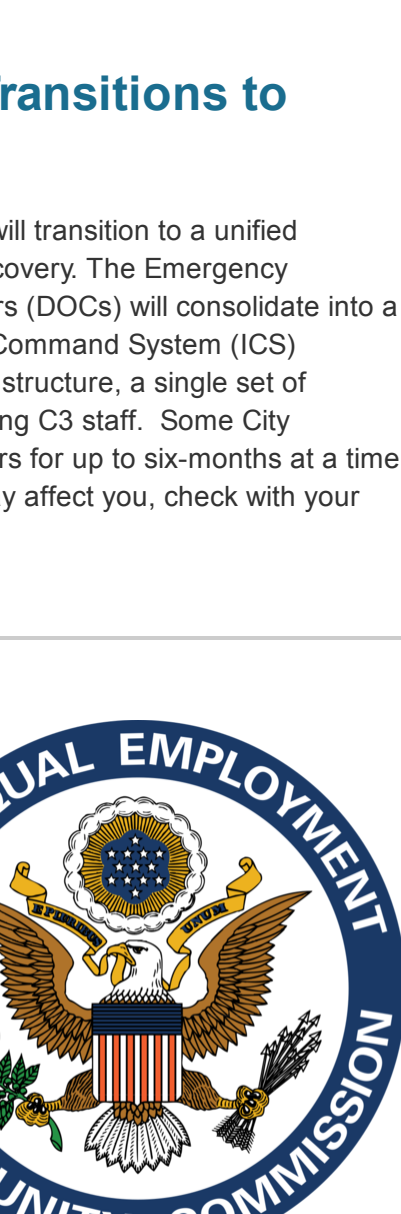 ransitions to
will transition to a unified
covery. The Emergency
rs (DOCs) will consolidate into a
Command System (ICS)
structure, a single set of
ng C3 staff.  Some City
rs for up to six-months at a time
y affect you, check with your
QUAL EMPLOYMENT
E PLURIBUS
UNUM
UNITY COMMISSION